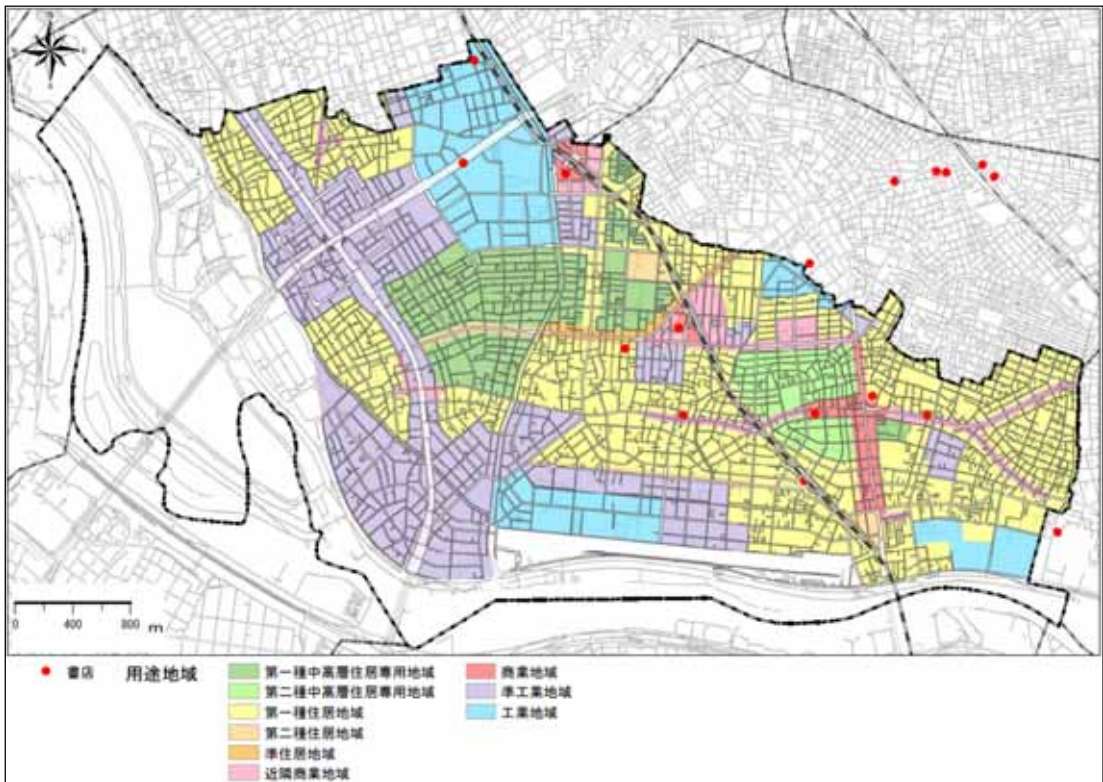 0 400 800 m
書店 用途地域
第一種中高層住居専用地域
第二種中高層住居専用地域
第一種住居地域
第二種住居地域
準住居地域
近隣商業地域
商業地域
準工業地域
工業地域